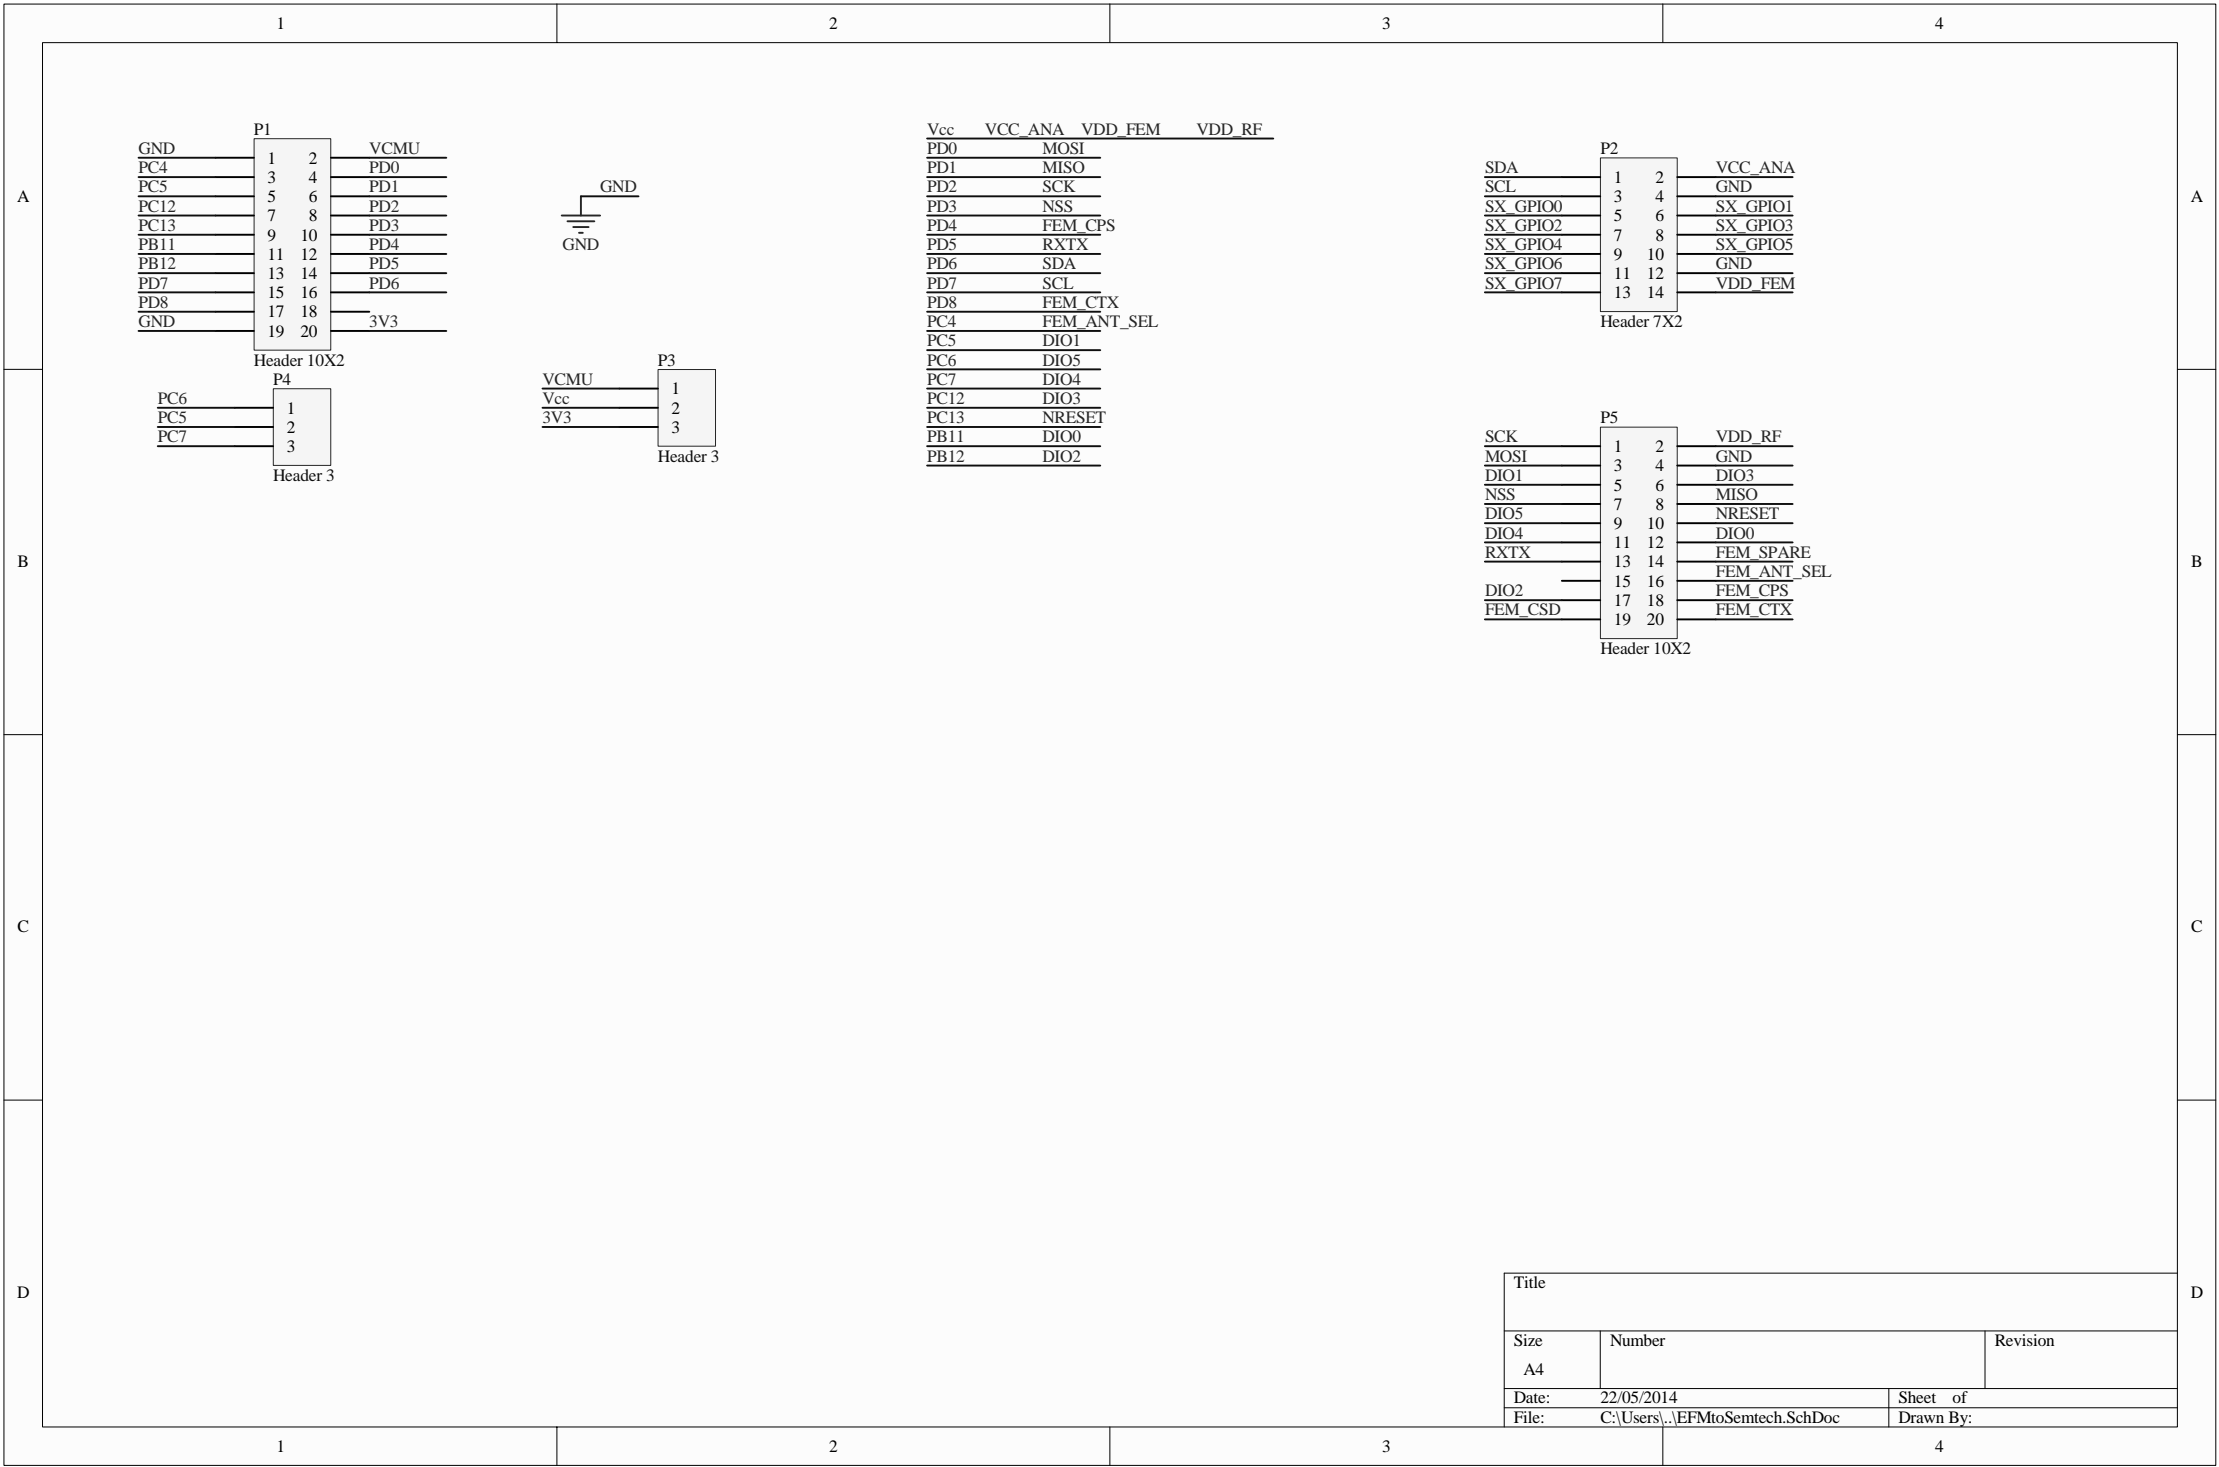 1 2 3 4
A A
B B
C C
D D
1 2 3 4
P1
GND 1 2 VCMU
PC4 3 4 PD0
PC5 5 6 PD1
PC12 7 8 PD2
PC13 9 10 PD3
PB11 11 12 PD4
PB12 13 14 PD5
PD7 15 16 PD6
PD8 17 18
GND 19 20 3V3
Header 10X2
P4
PC6 1
PC5 2
PC7 3
Header 3
GND
GND
P3
VCMU 1
Vcc 2
3V3 3
Header 3
Vcc VCC_ANA VDD_FEM VDD_RF
PD0 MOSI
PD1 MISO
PD2 SCK
PD3 NSS
PD4 FEM_CPS
PD5 RXTX
PD6 SDA
PD7 SCL
PD8 FEM_CTX
PC4 FEM_ANT_SEL
PC5 DIO1
PC6 DIO5
PC7 DIO4
PC12 DIO3
PC13 NRESET
PB11 DIO0
PB12 DIO2
P2
SDA 1 2 VCC_ANA
SCL 3 4 GND
SX_GPIO0 5 6 SX_GPIO1
SX_GPIO2 7 8 SX_GPIO3
SX_GPIO4 9 10 SX_GPIO5
SX_GPIO6 11 12 GND
SX_GPIO7 13 14 VDD_FEM
Header 7X2
P5
SCK 1 2 VDD_RF
MOSI 3 4 GND
DIO1 5 6 DIO3
NSS 7 8 MISO
DIO5 9 10 NRESET
DIO4 11 12 DIO0
RXTX 13 14 FEM_SPARE
15 16 FEM_ANT_SEL
DIO2 17 18 FEM_CPS
FEM_CSD 19 20 FEM_CTX
Header 10X2
Title
Size Number Revision
A4
Date: 22/05/2014 Sheet of
File: C:\Users\..\EFMtoSemtech.SchDoc Drawn By: